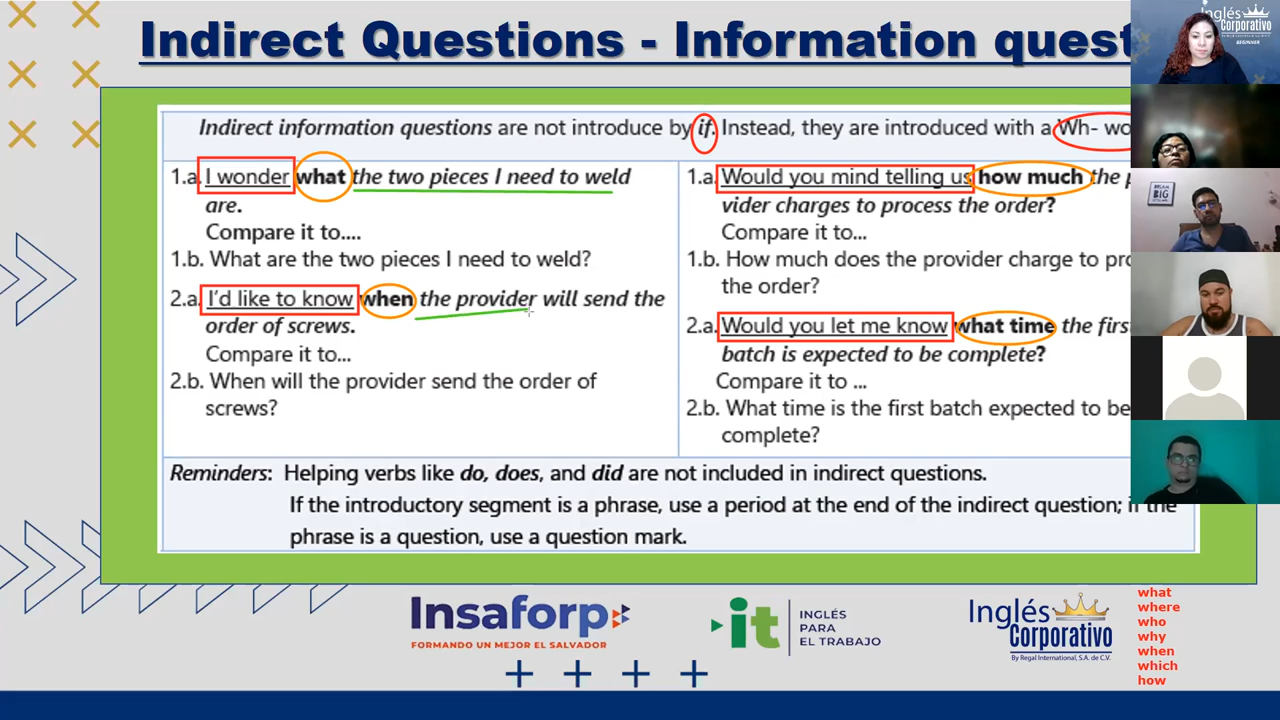 Indirect Questions - Information quest
Inglés
Corporativo
BEGINNER
Indirect information questions are not introduce by if. Instead, they are introduced with a Wh- wo
1.a. I wonder what the two pieces I need to weld
are.
Compare it to....
1.b. What are the two pieces I need to weld?
2.a. I'd like to know when the provider will send the
order of screws.
Compare it to...
2.b. When will the provider send the order of
screws?
1.a. Would you mind telling us how much the p
vider charges to process the order?
Compare it to...
1.b. How much does the provider charge to pro
the order?
2.a. Would you let me know what time the firs
batch is expected to be complete?
Compare it to ...
2.b. What time is the first batch expected to be
complete?
DREAM
BIG
Reminders: Helping verbs like do, does, and did are not included in indirect questions.
If the introductory segment is a phrase, use a period at the end of the indirect question; if the
phrase is a question, use a question mark.
Insaforp
FORMANDO UN MEJOR EL SALVADOR
it
INGLÉS
PARA
EL TRABAJO
Inglés
Corporativo
By Regal International, S.A. de C.V.
what
where
who
why
when
which
how